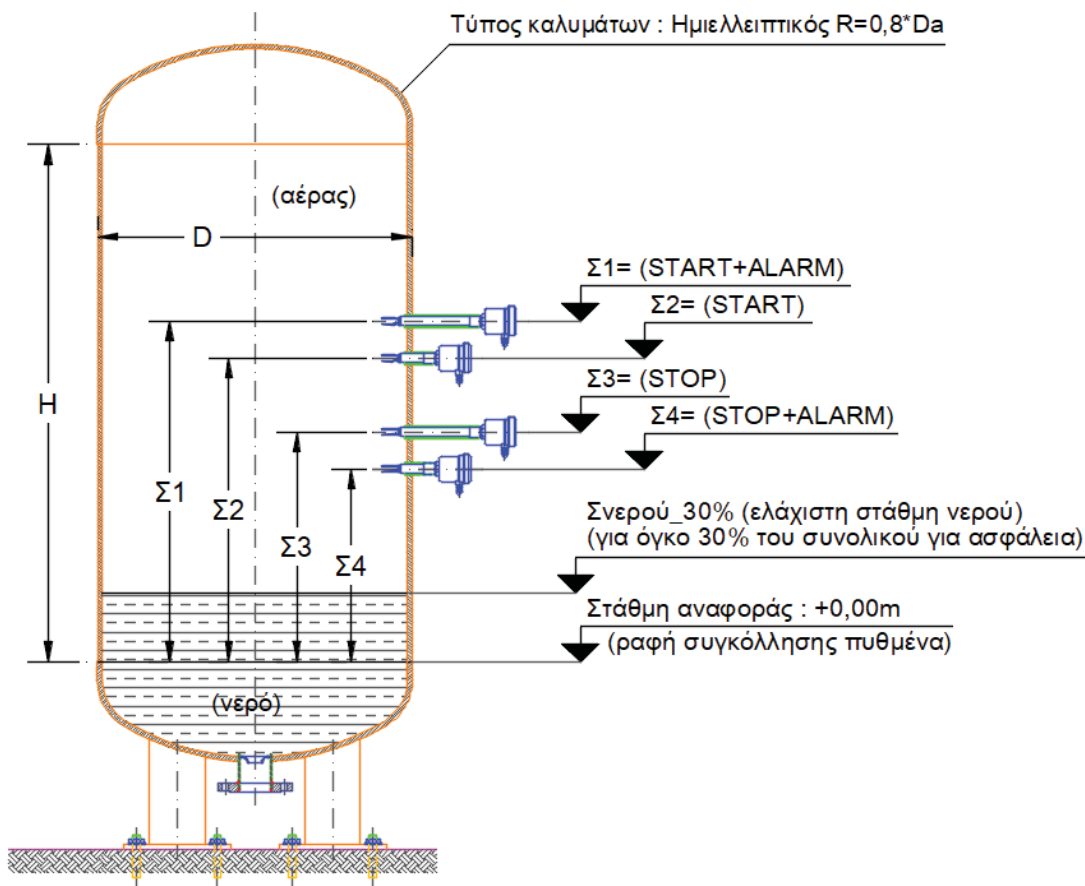 Τύπος καλυμάτων : Ημιελλειπτικός R=0,8*Da
(αέρας)
D
Σ1= (START+ALARM)
Σ2= (START)
Σ3= (STOP)
Σ4= (STOP+ALARM)
H
Σ1
Σ2
Σ3
Σ4
Σνερού_30% (ελάχιστη στάθμη νερού)
(για όγκο 30% του συνολικού για ασφάλεια)
Στάθμη αναφοράς : +0,00m
(ραφή συγκόλλησης πυθμένα)
(νερό)